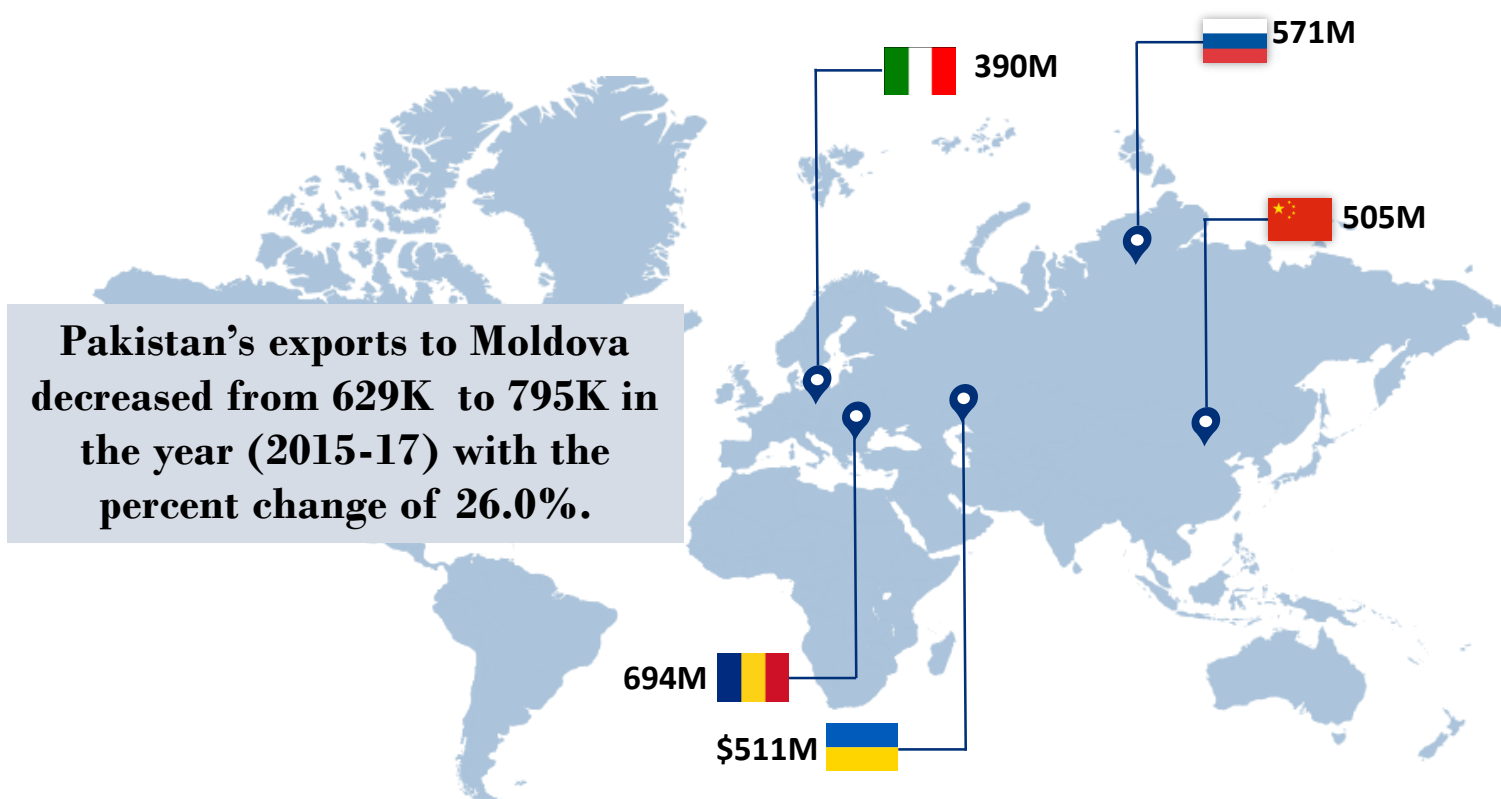 571M
390M
505M
Pakistan’s exports to Moldova
decreased from 629K to 795K in
the year (2015-17) with the
percent change of 26.0%.
694M
$511M